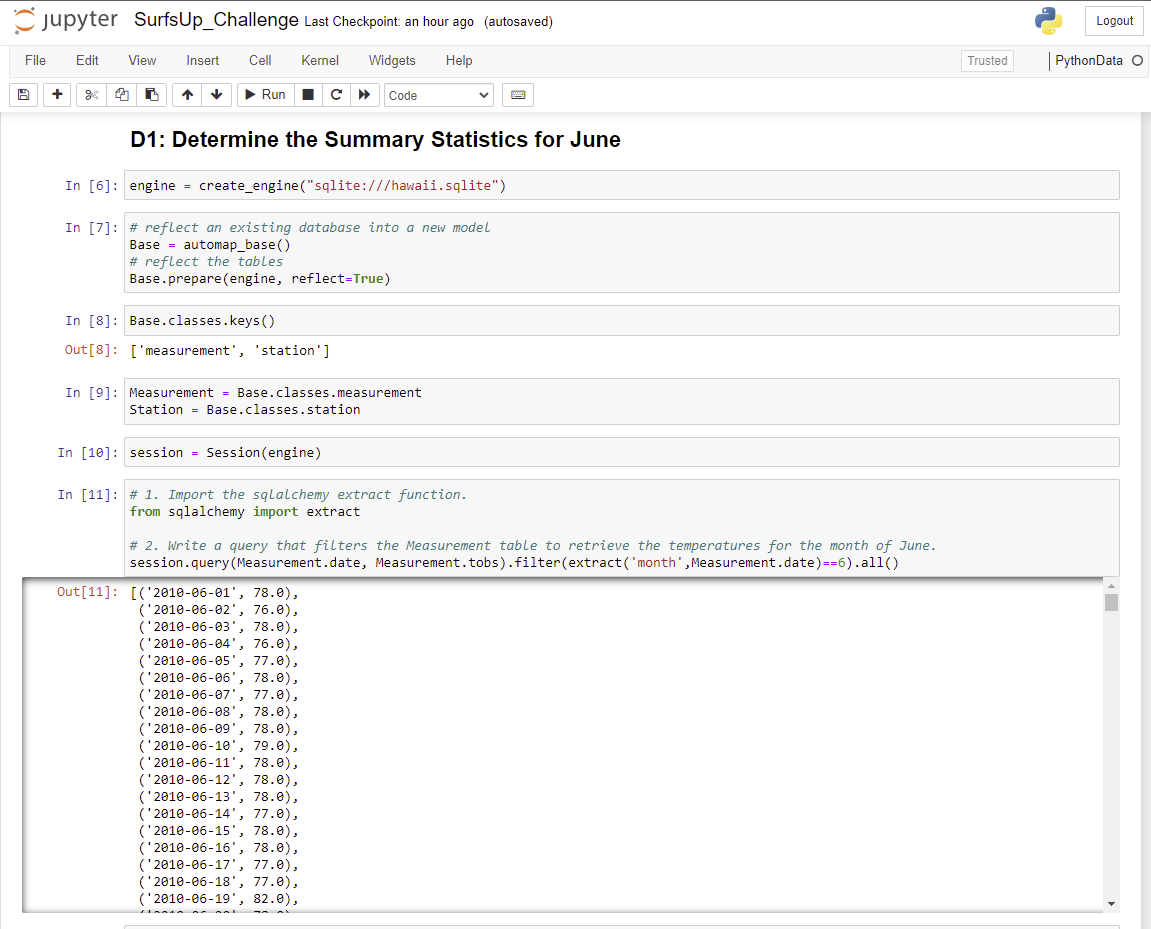 jupyter SurfsUp_Challenge Last Checkpoint: an hour ago (autosaved) Logout
File Edit View Insert Cell Kernel Widgets Help Trusted PythonData
Run Code
D1: Determine the Summary Statistics for June
In [6]: engine = create_engine("sqlite:///hawaii.sqlite")
In [7]: # reflect an existing database into a new model
Base = automap_base()
# reflect the tables
Base.prepare(engine, reflect=True)
In [8]: Base.classes.keys()
Out[8]: ['measurement', 'station']
In [9]: Measurement = Base.classes.measurement
Station = Base.classes.station
In [10]: session = Session(engine)
In [11]: # 1. Import the sqlalchemy extract function.
from sqlalchemy import extract
# 2. Write a query that filters the Measurement table to retrieve the temperatures for the month of June.
session.query(Measurement.date, Measurement.tobs).filter(extract('month',Measurement.date)==6).all()
Out[11]: [('2010-06-01', 78.0),
('2010-06-02', 76.0),
('2010-06-03', 78.0),
('2010-06-04', 76.0),
('2010-06-05', 77.0),
('2010-06-06', 78.0),
('2010-06-07', 77.0),
('2010-06-08', 78.0),
('2010-06-09', 78.0),
('2010-06-10', 79.0),
('2010-06-11', 78.0),
('2010-06-12', 78.0),
('2010-06-13', 78.0),
('2010-06-14', 77.0),
('2010-06-15', 78.0),
('2010-06-16', 78.0),
('2010-06-17', 77.0),
('2010-06-18', 77.0),
('2010-06-19', 82.0),